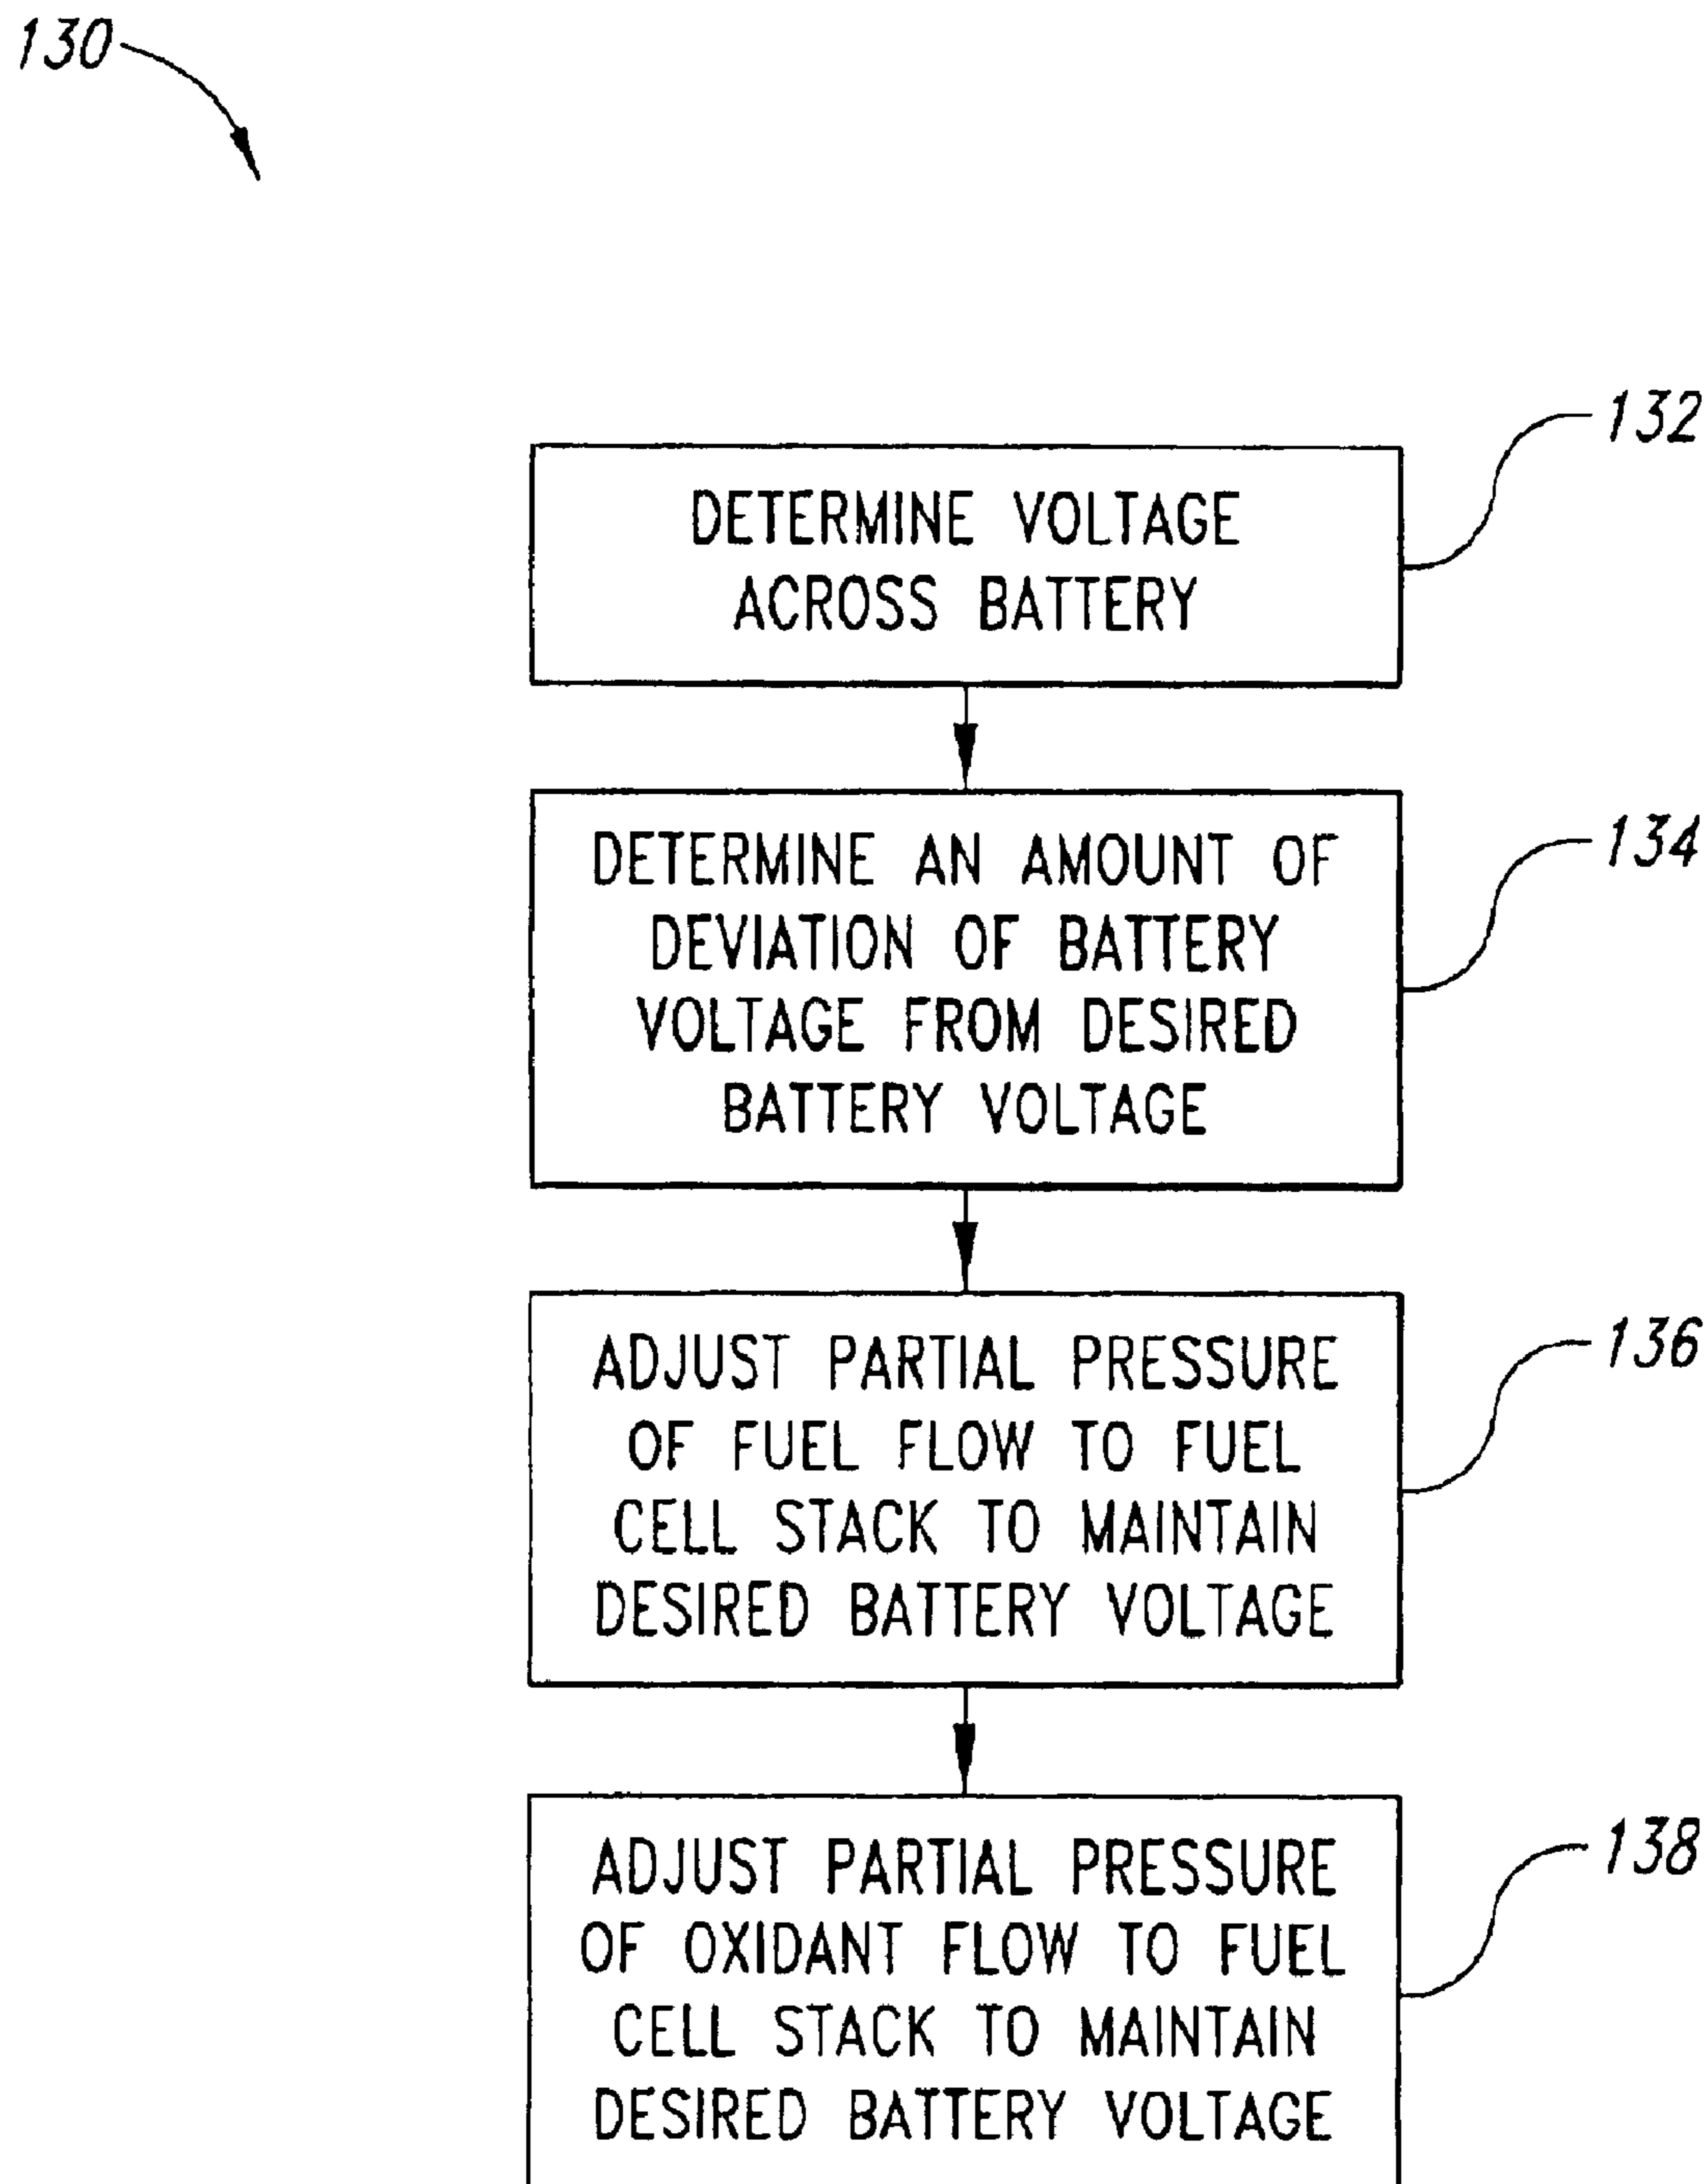 130
132
DETERMINE VOLTAGE
ACROSS BATTERY
134
DETERMINE AN AMOUNT OF
DEVIATION OF BATTERY
VOLTAGE FROM DESIRED
BATTERY VOLTAGE
136
ADJUST PARTIAL PRESSURE
OF FUEL FLOW TO FUEL
CELL STACK TO MAINTAIN
DESIRED BATTERY VOLTAGE
138
ADJUST PARTIAL PRESSURE
OF OXIDANT FLOW TO FUEL
CELL STACK TO MAINTAIN
DESIRED BATTERY VOLTAGE